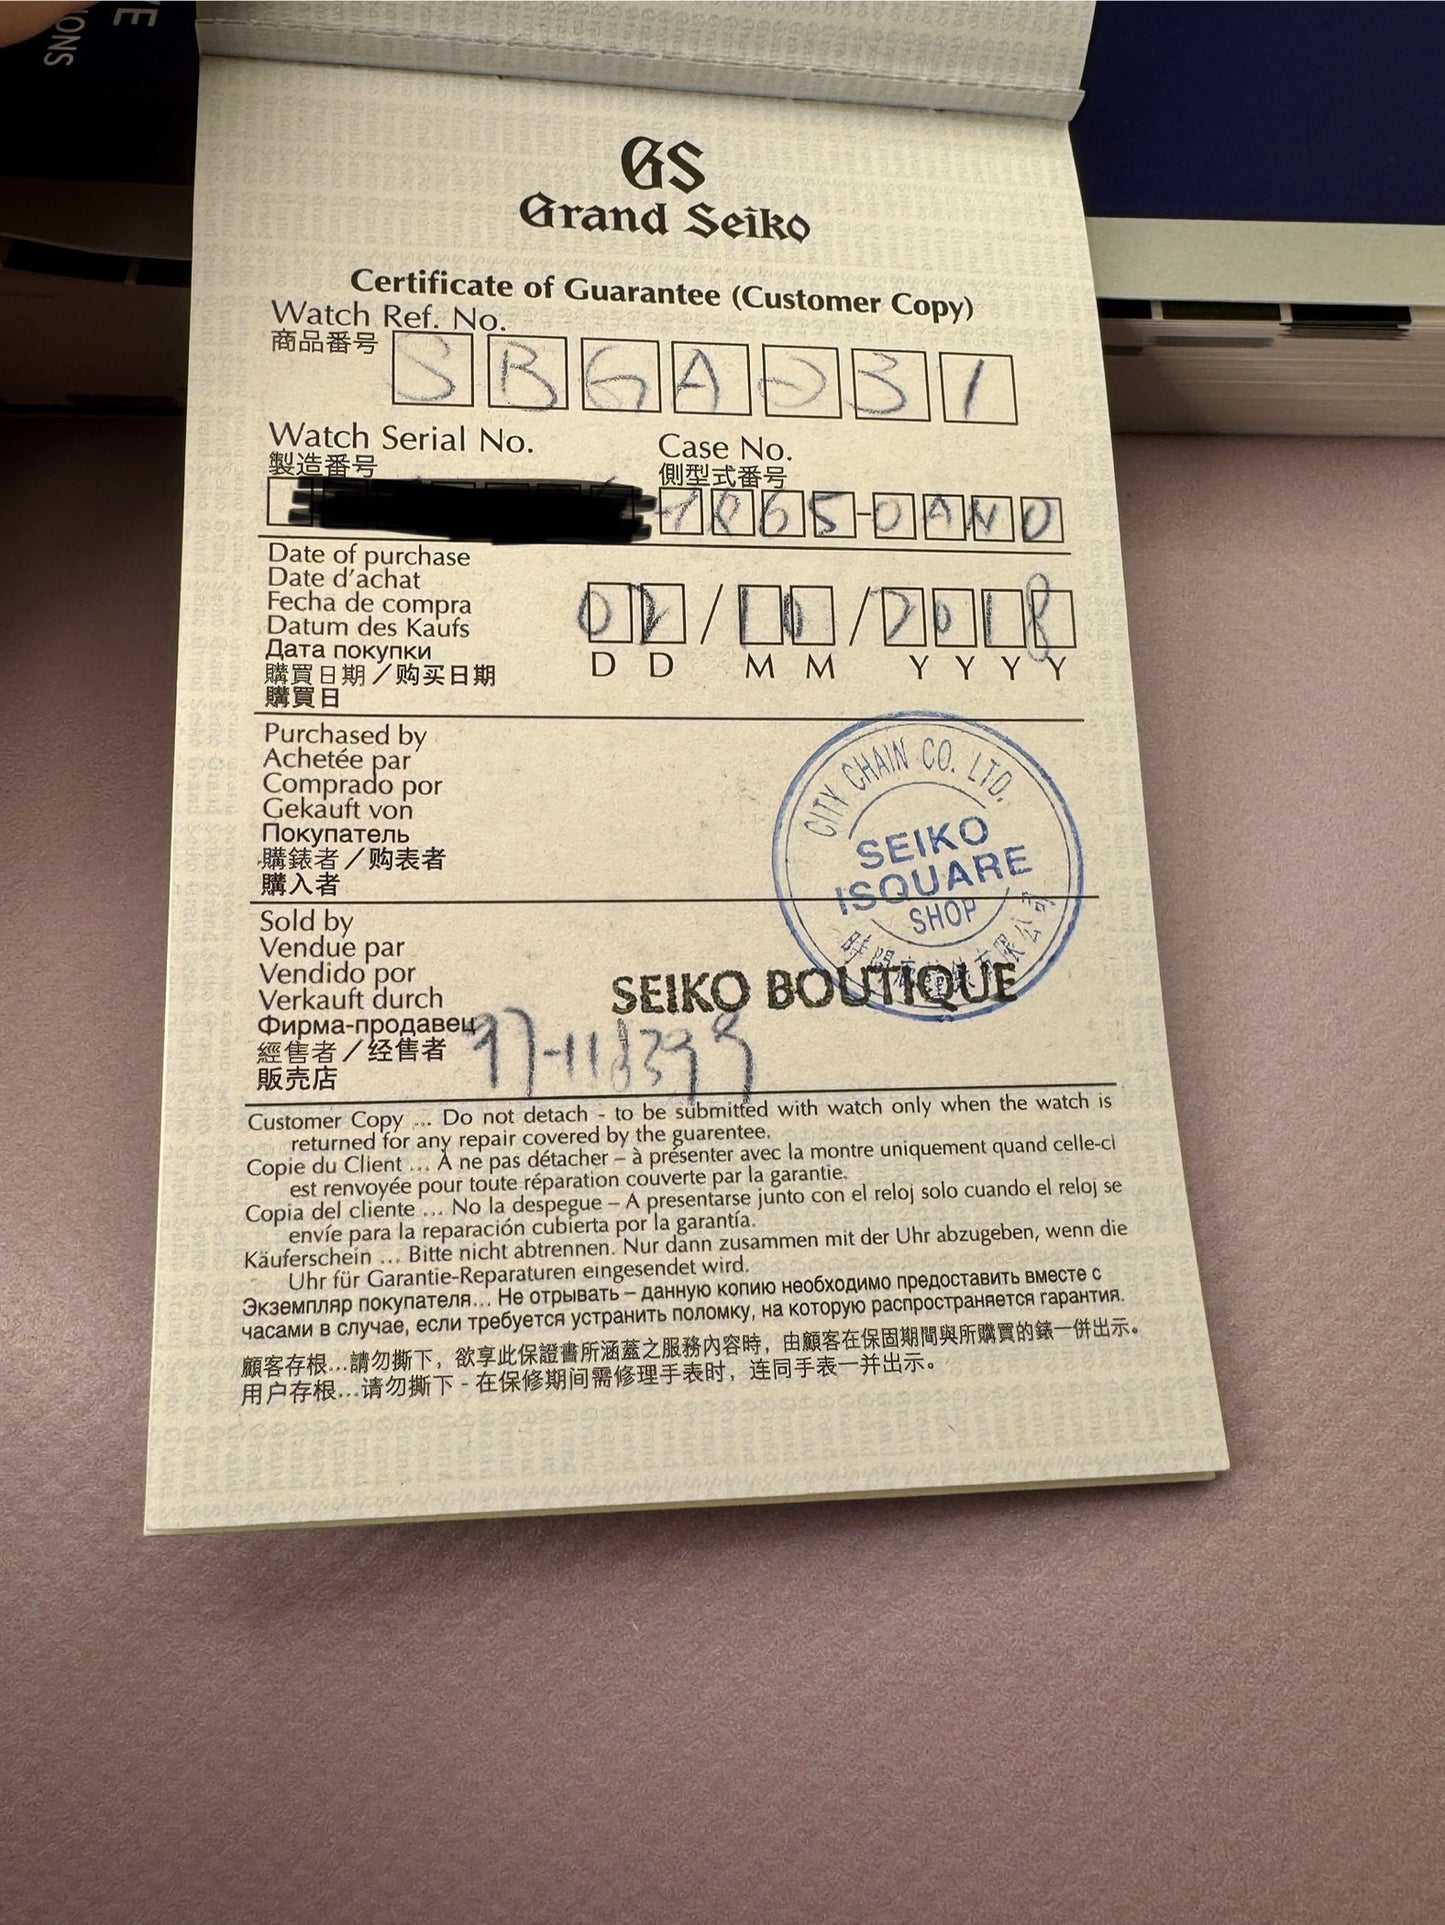 GS
Grand Seiko
Certificate of Guarantee (Customer Copy)
Watch Ref. No.
商品番号
SBGA031
Watch Serial No.
製造番号
Case No.
側型式番号
-0AN0
Date of purchase
Date d'achat
Fecha de compra
Datum des Kaufs
Дата покупки
購買日期／购买日期
購買日
02/10/2018
D D M M Y Y Y Y
Purchased by
Achetée par
Comprado por
Gekauft von
Покупатель
購錶者／购表者
購入者
CITY CHAIN CO. LTD.
SEIKO
ISQUARE
SHOP
時間廊鐘錶有限公司
Sold by
Vendue par
Vendido por
Verkauft durch
Фирма-продавец
經售者／经售者
販売店
SEIKO BOUTIQUE
Customer Copy ... Do not detach - to be submitted with watch only when the watch is
returned for any repair covered by the guarentee.
Copie du Client ... À ne pas détacher – à présenter avec la montre uniquement quand celle-ci
est renvoyée pour toute réparation couverte par la garantie.
Copia del cliente ... No la despegue – A presentarse junto con el reloj solo cuando el reloj se
envíe para la reparación cubierta por la garantía.
Käuferschein ... Bitte nicht abtrennen. Nur dann zusammen mit der Uhr abzugeben, wenn die
Uhr für Garantie-Reparaturen eingesendet wird.
Экземпляр покупателя... Не отрывать – данную копию необходимо предоставить вместе с
часами в случае, если требуется устранить поломку, на которую распространяется гарантия.
顧客存根...請勿撕下，欲享此保證書所涵蓋之服務內容時，由顧客在保固期間與所購買的錶一併出示。
用户存根...请勿撕下 - 在保修期间需修理手表时，连同手表一并出示。